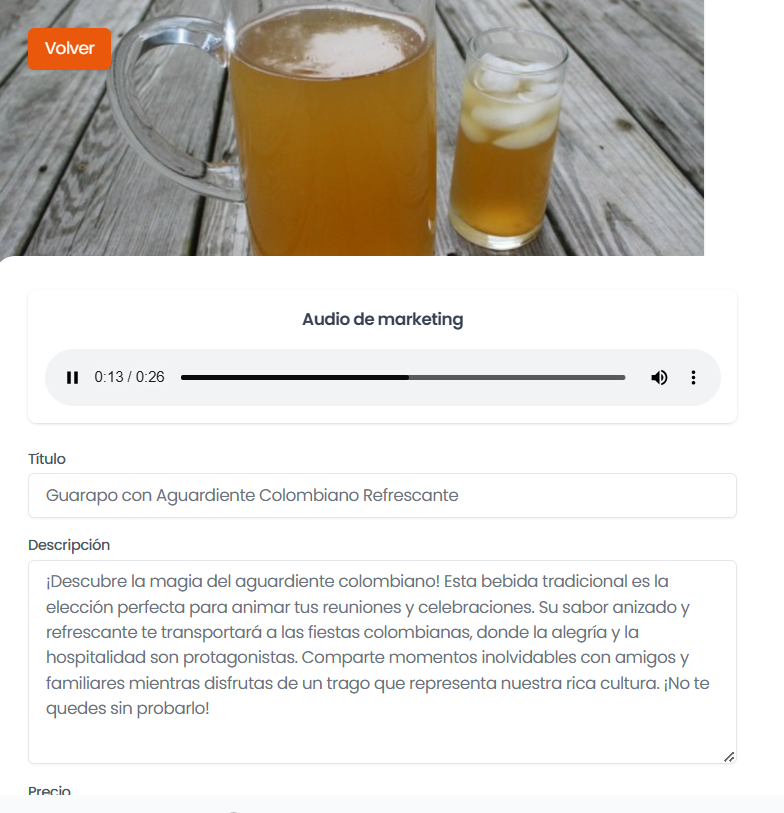 Volver
Audio de marketing
0:13 / 0:26
Título
Guarapo con Aguardiente Colombiano Refrescante
Descripción
¡Descubre la magia del aguardiente colombiano! Esta bebida tradicional es la
elección perfecta para animar tus reuniones y celebraciones. Su sabor anizado y
refrescante te transportará a las fiestas colombianas, donde la alegría y la
hospitalidad son protagonistas. Comparte momentos inolvidables con amigos y
familiares mientras disfrutas de un trago que representa nuestra rica cultura. ¡No te
quedes sin probarlo!
Precio